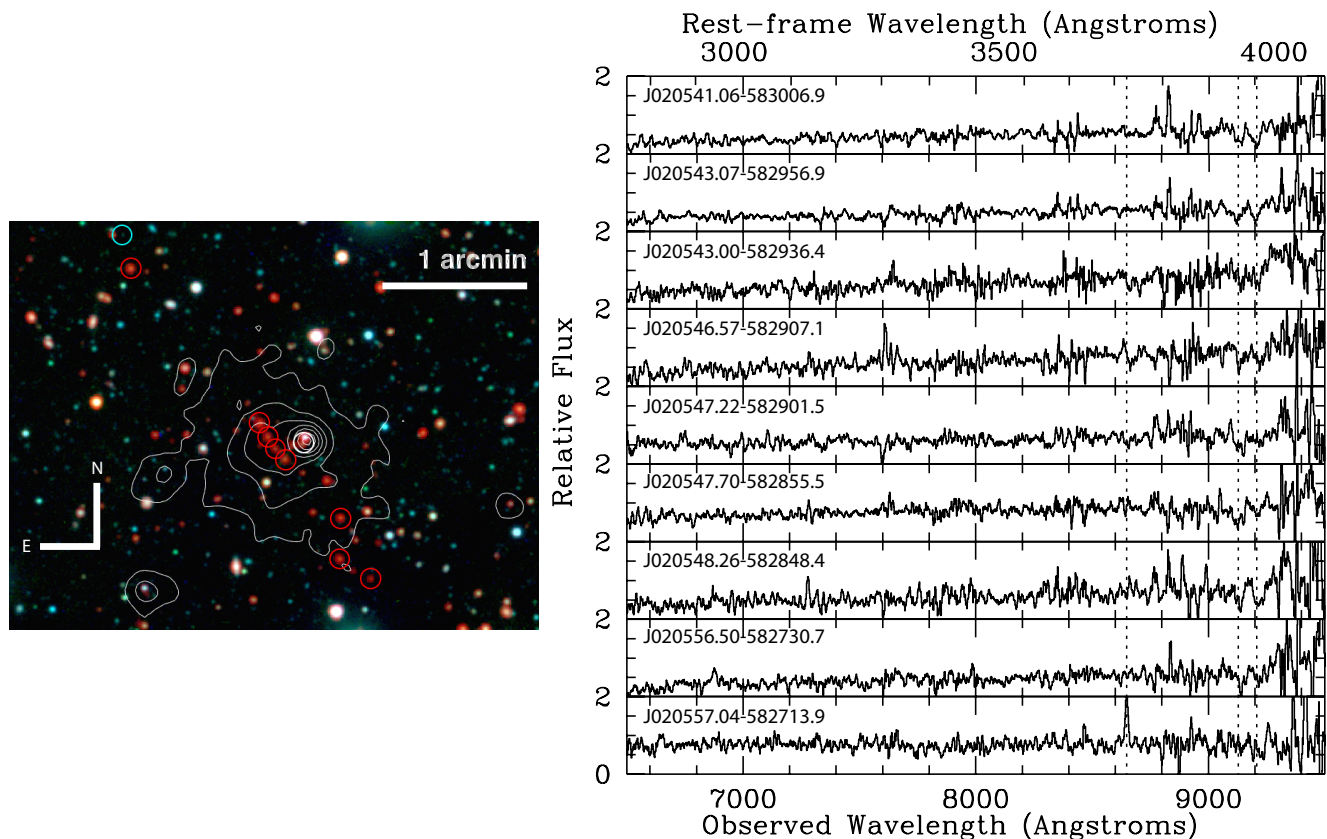 1 arcmin
N
E
Rest-frame Wavelength (Angstroms)
3000 3500 4000
Relative Flux
2
J020541.06-583006.9
2
J020543.07-582956.9
2
J020543.00-582936.4
2
J020546.57-582907.1
2
J020547.22-582901.5
2
J020547.70-582855.5
2
J020548.26-582848.4
2
J020556.50-582730.7
2
J020557.04-582713.9
0
7000 8000 9000
Observed Wavelength (Angstroms)